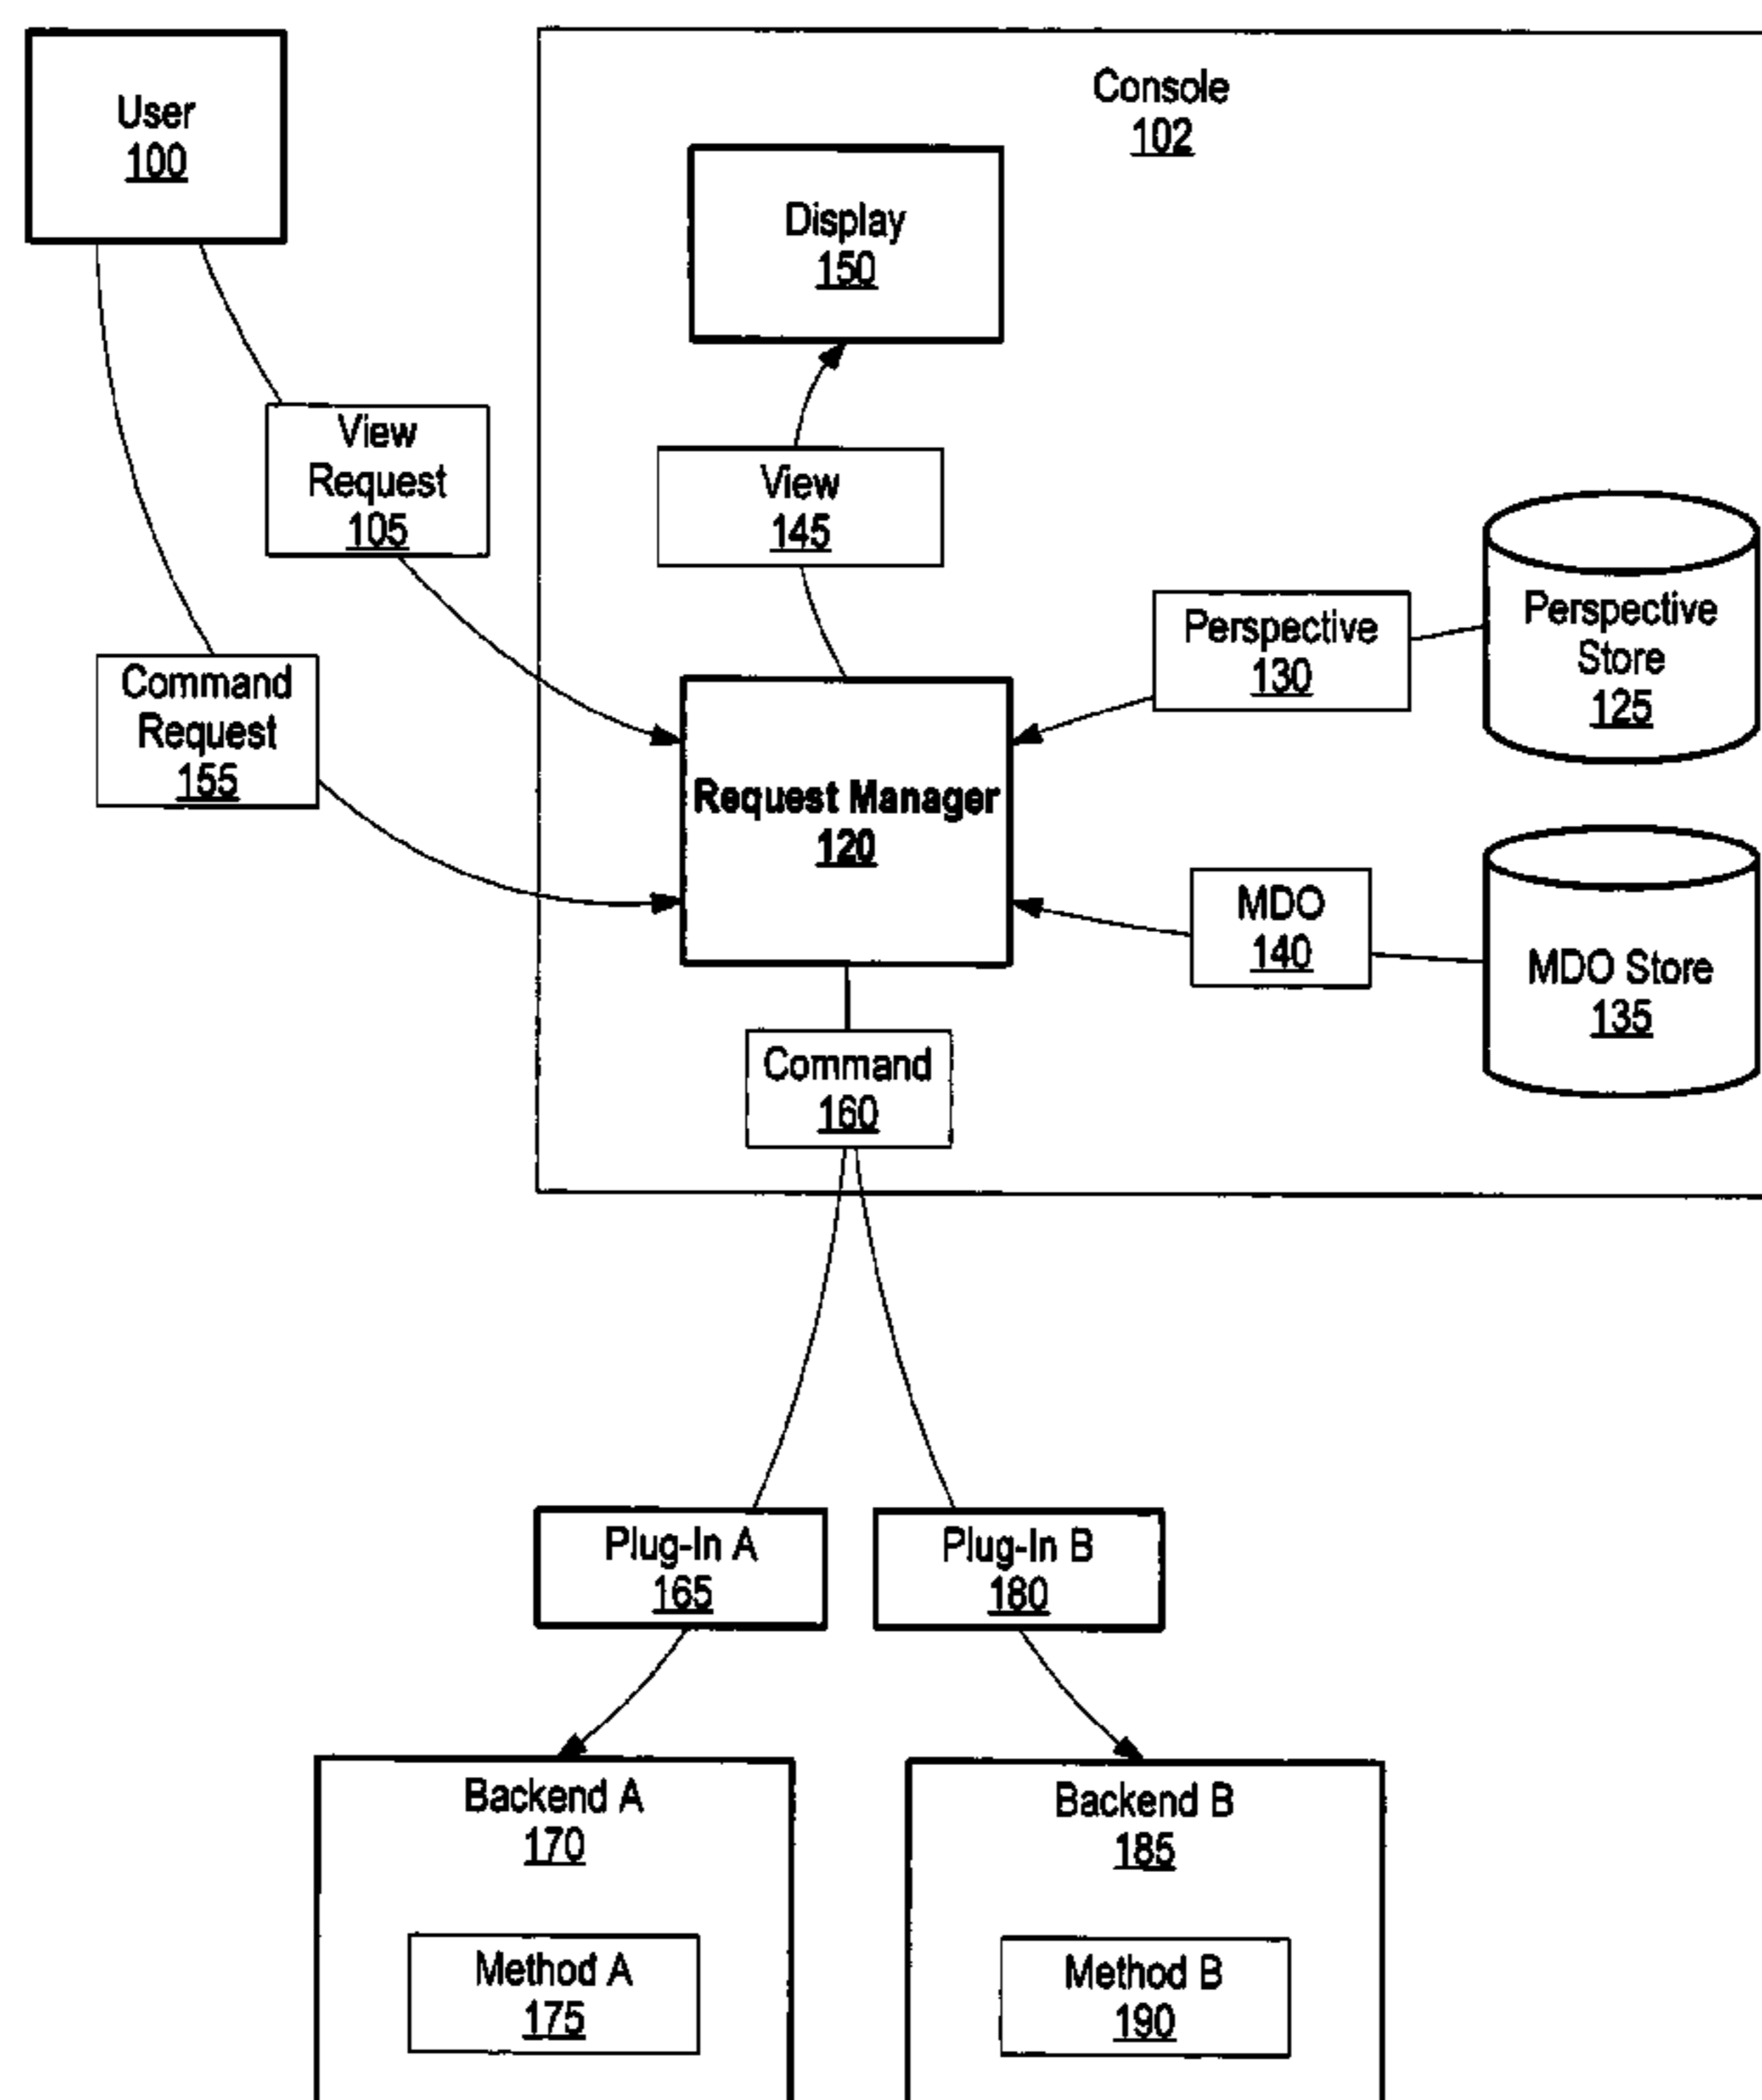 User
100
Console
102
Display
150
View
Request
105
View
145
Perspective
130
Perspective
Store
125
Command
Request
155
Request Manager
120
MDO
140
MDO Store
135
Command
160
Plug-In A
165
Plug-In B
180
Backend A
170
Backend B
185
Method A
175
Method B
190